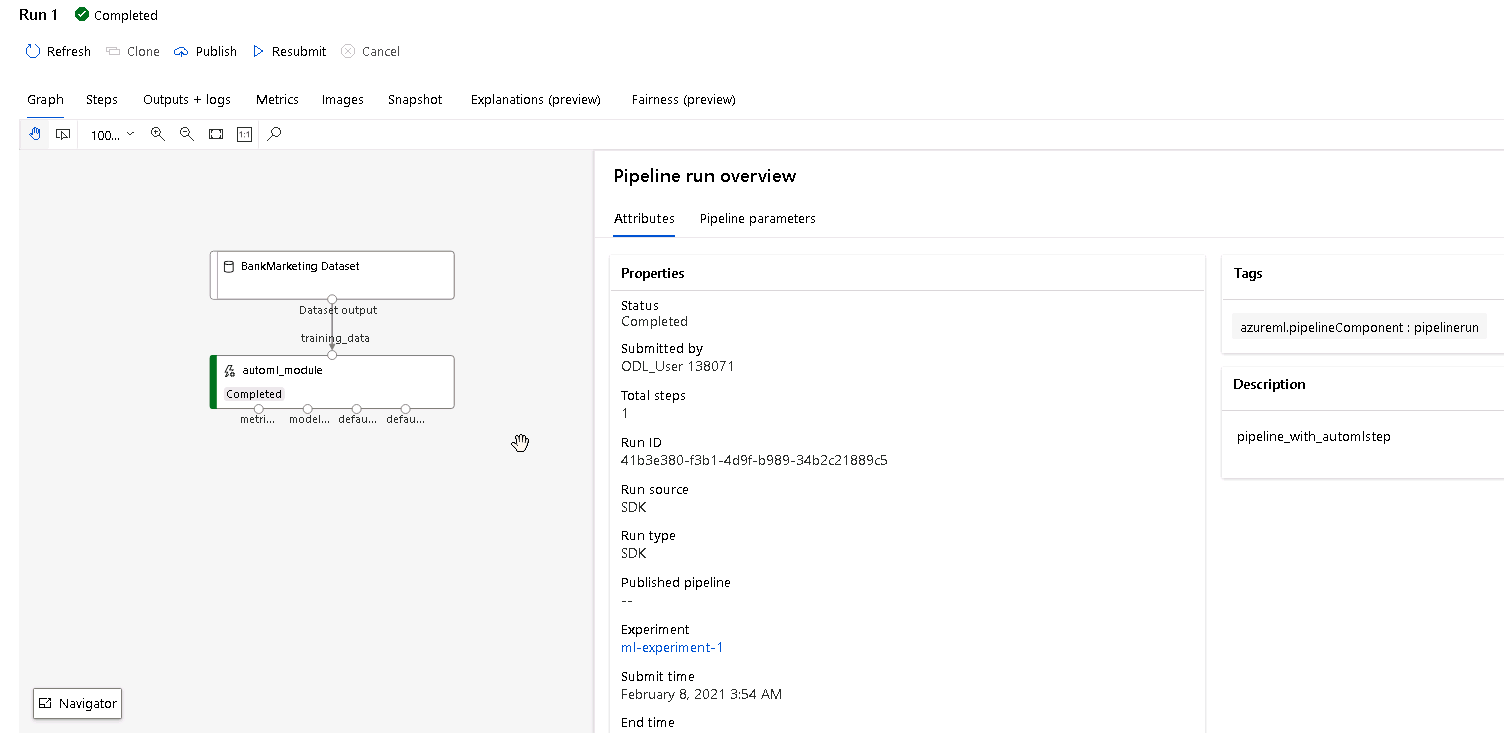 Run 1 Completed
Refresh Clone Publish Resubmit Cancel
Graph Steps Outputs + logs Metrics Images Snapshot Explanations (preview) Fairness (preview)
100... 1:1
BankMarketing Dataset
Dataset output
training_data
automl_module
Completed
metri... model... defau... defau...
Navigator
Pipeline run overview
Attributes Pipeline parameters
Properties
Status
Completed
Submitted by
ODL_User 138071
Total steps
1
Run ID
41b3e380-f3b1-4d9f-b989-34b2c21889c5
Run source
SDK
Run type
SDK
Published pipeline
--
Experiment
ml-experiment-1
Submit time
February 8, 2021 3:54 AM
End time
Tags
azureml.pipelineComponent : pipelinerun
Description
pipeline_with_automlstep